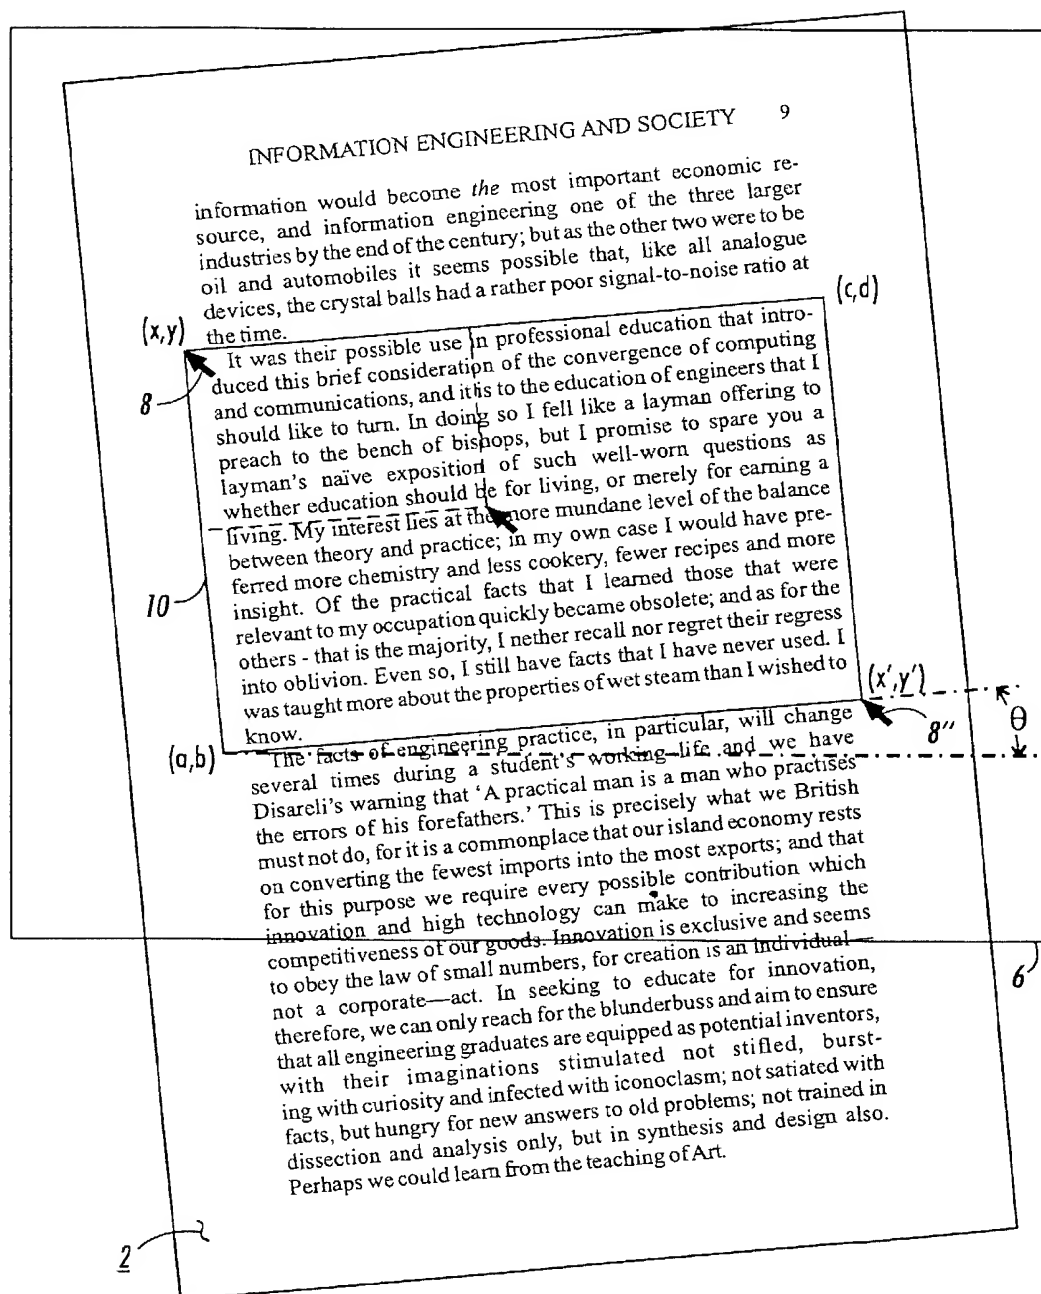 INFORMATION ENGINEERING AND SOCIETY 9
information would become the most important economic re-
source, and information engineering one of the three larger
industries by the end of the century; but as the other two were to be
oil and automobiles it seems possible that, like all analogue
devices, the crystal balls had a rather poor signal-to-noise ratio at
the time.
(x,y)
(c,d)
It was their possible use in professional education that intro-
duced this brief consideration of the convergence of computing
8
and communications, and it is to the education of engineers that I
should like to turn. In doing so I fell like a layman offering to
preach to the bench of bishops, but I promise to spare you a
layman's naïve exposition of such well-worn questions as
whether education should be for living, or merely for earning a
living. My interest lies at the more mundane level of the balance
between theory and practice; in my own case I would have pre-
ferred more chemistry and less cookery, fewer recipes and more
10
insight. Of the practical facts that I learned those that were
relevant to my occupation quickly became obsolete; and as for the
others - that is the majority, I nether recall nor regret their regress
into oblivion. Even so, I still have facts that I have never used. I
was taught more about the properties of wet steam than I wished to
know.
(x',y')
θ
8"
(a,b)
The facts of engineering practice, in particular, will change
several times during a student's working life and we have
Disareli's warning that 'A practical man is a man who practises
the errors of his forefathers.' This is precisely what we British
must not do, for it is a commonplace that our island economy rests
on converting the fewest imports into the most exports; and that
for this purpose we require every possible contribution which
innovation and high technology can make to increasing the
competitiveness of our goods. Innovation is exclusive and seems
to obey the law of small numbers, for creation is an individual—
6
not a corporate—act. In seeking to educate for innovation,
therefore, we can only reach for the blunderbuss and aim to ensure
that all engineering graduates are equipped as potential inventors,
with their imaginations stimulated not stifled, burst-
ing with curiosity and infected with iconoclasm; not satiated with
facts, but hungry for new answers to old problems; not trained in
dissection and analysis only, but in synthesis and design also.
Perhaps we could learn from the teaching of Art.
2